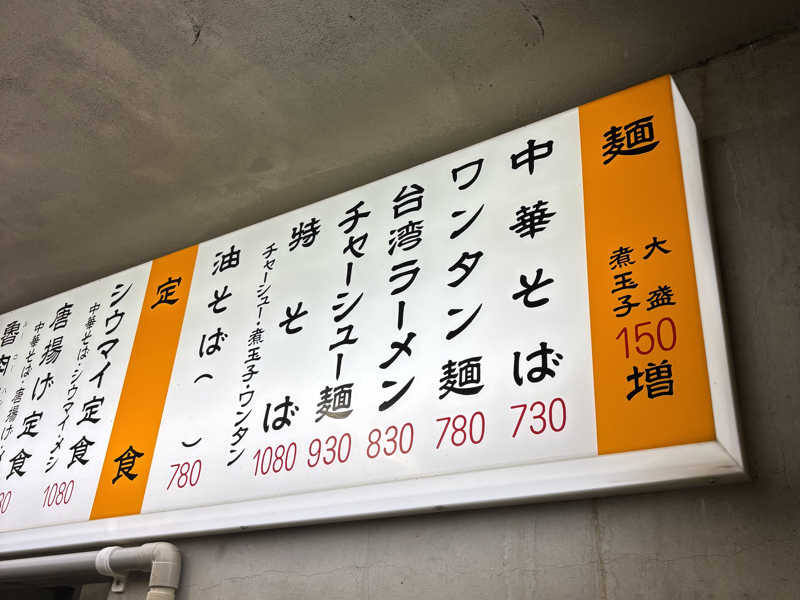 麺
大盛
煮玉子
150
増
中華そば
730
ワンタン麺
780
台湾ラーメン
830
チャーシュー麺
930
特そば
チャーシュー・煮玉子・ワンタン
1080
油そば（ ）
780
定食
シウマイ定食
中華そば・シウマイ・メシ
1080
唐揚げ定食
中華そば・唐揚げ・
魯肉